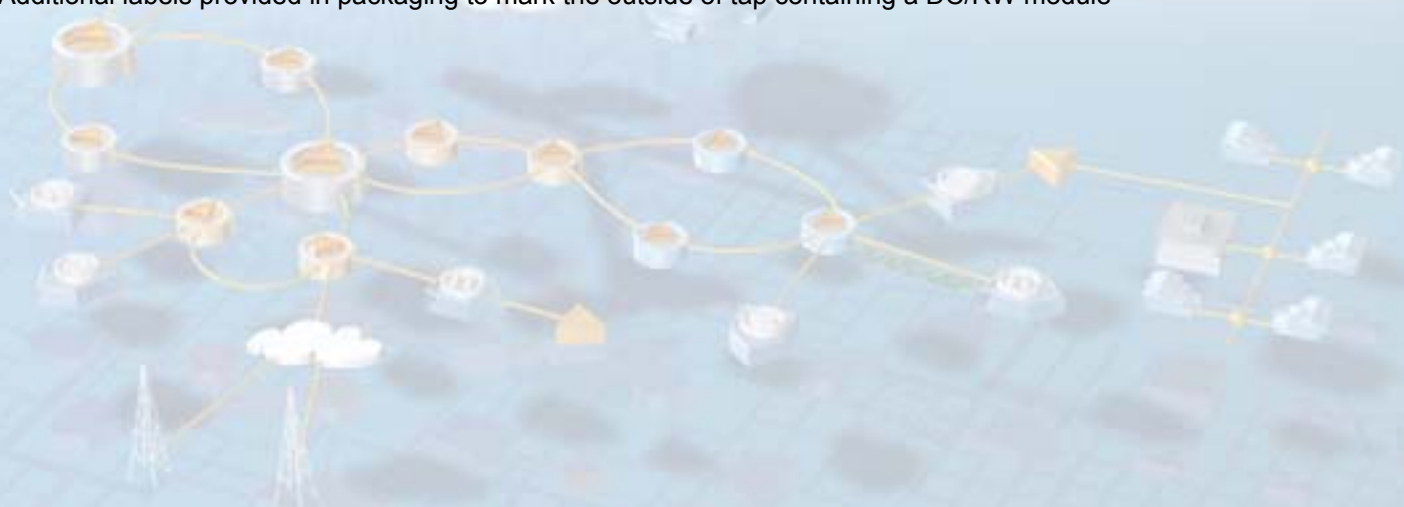 Additional labels provided in packaging to mark the outside of tap containing a DC/RW module